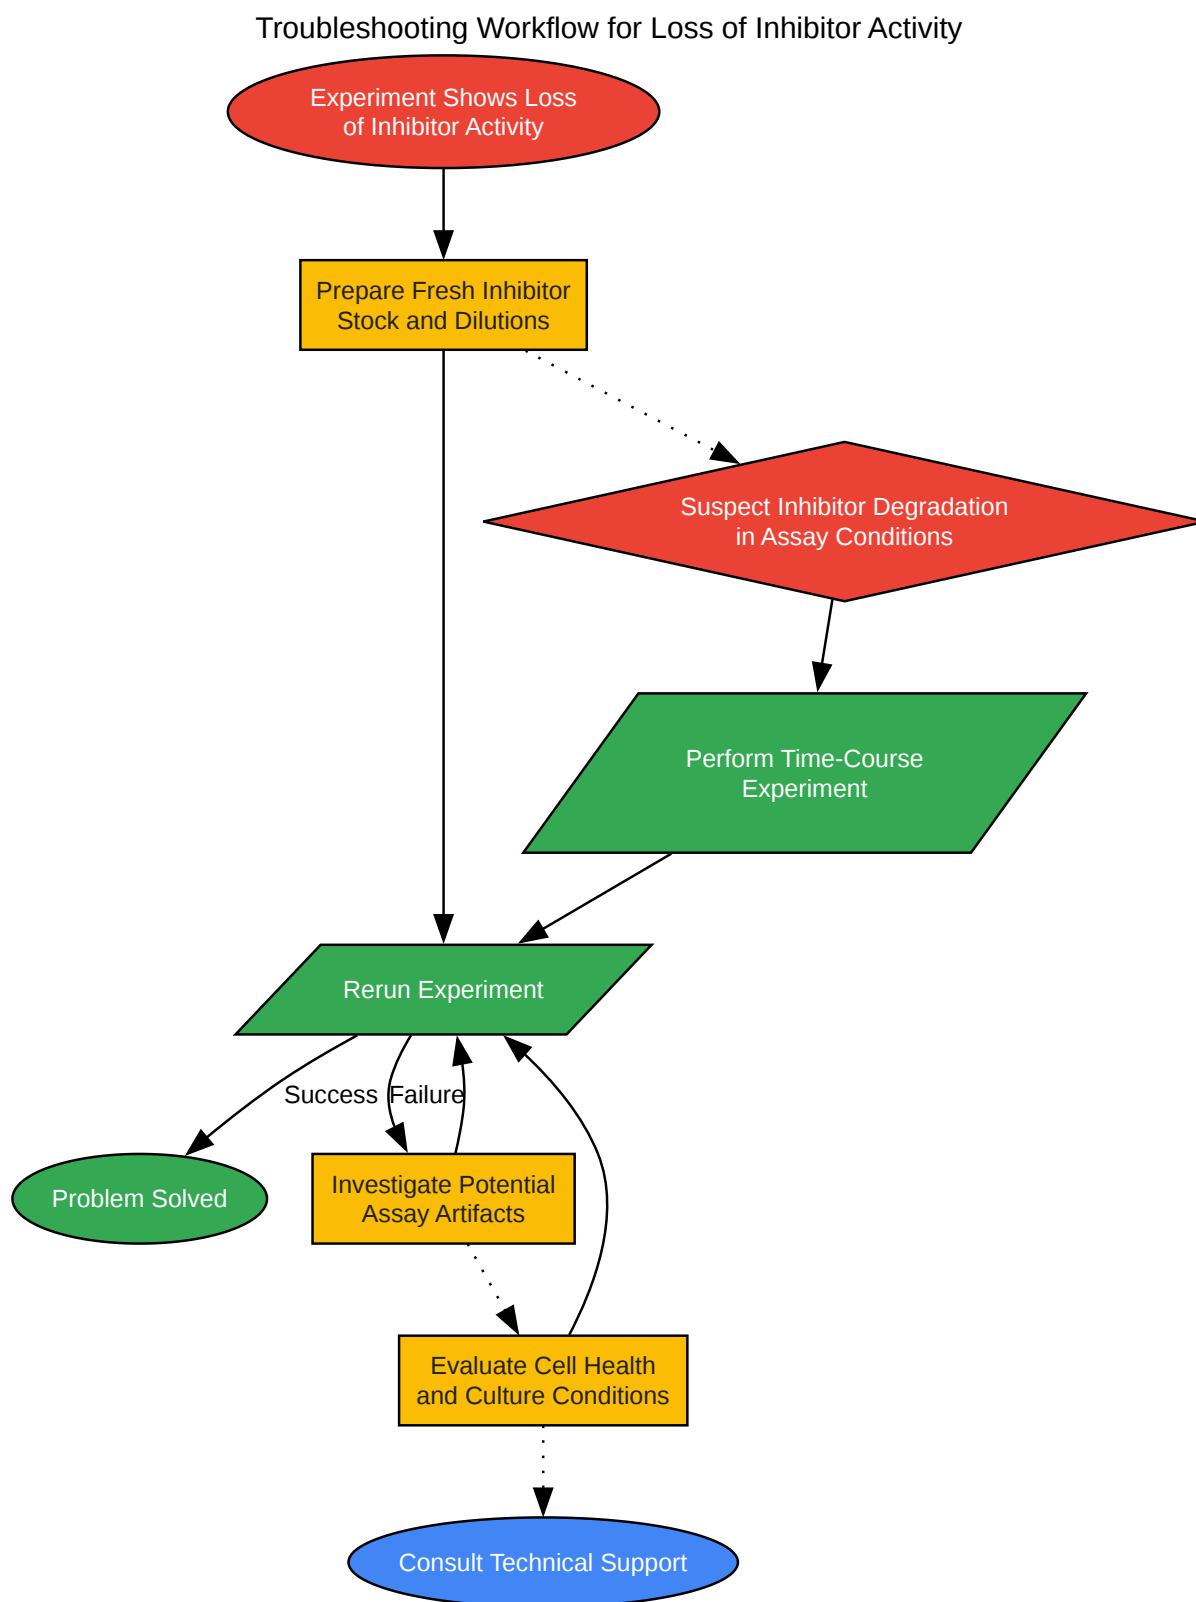 Troubleshooting Workflow for Loss of Inhibitor Activity
Experiment Shows Loss
of Inhibitor Activity
Prepare Fresh Inhibitor
Stock and Dilutions
Suspect Inhibitor Degradation
in Assay Conditions
Perform Time-Course
Experiment
Rerun Experiment
Success
Failure
Problem Solved
Investigate Potential
Assay Artifacts
Evaluate Cell Health
and Culture Conditions
Consult Technical Support